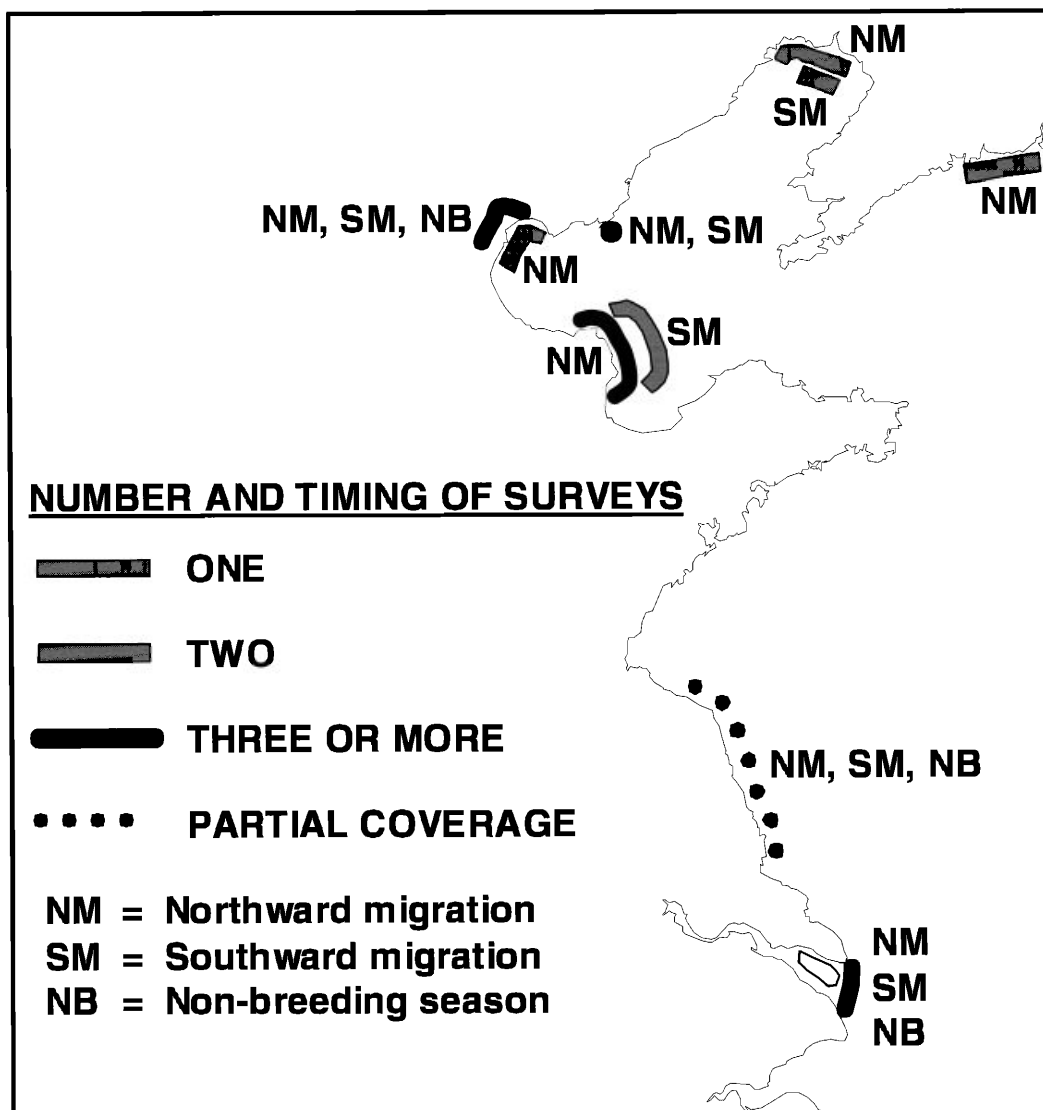 NM
SM
NM
NM, SM, NB
NM, SM
NM
SM
NM
NUMBER AND TIMING OF SURVEYS
ONE
TWO
THREE OR MORE
NM, SM, NB
PARTIAL COVERAGE
NM = Northward migration
SM = Southward migration
NB = Non-breeding season
NM
SM
NB